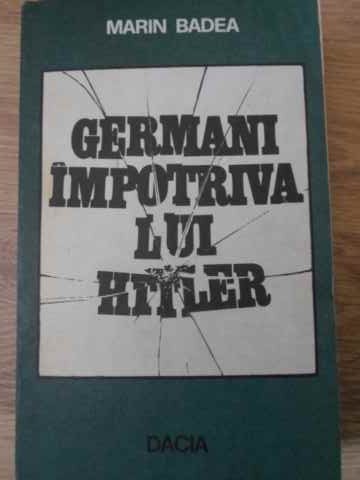 MARIN BADEA
GERMANI
ÎMPOTRIVA
LUI
HITLER
DACIA